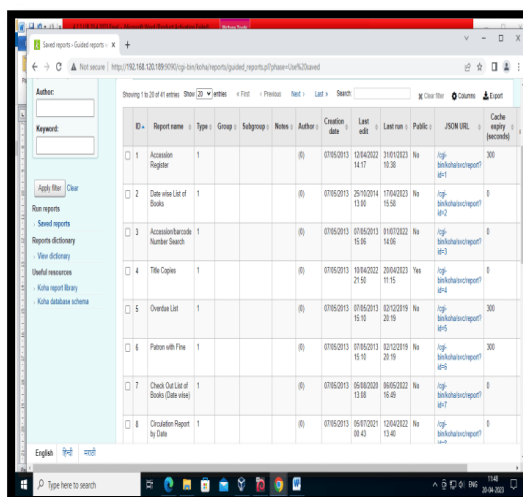 Saved reports › Guided reports
Not secure | http://192.168.120.189:9090/cgi-bin/koha/reports/guided_reports.pl?phase=Use%20saved
Author:
Keyword:
Apply filter Clear
Run reports
Saved reports
Reports dictionary
View dictionary
Useful resources
Koha report library
Koha database schema
Showing 1 to 20 of 41 entries Show 20 entries « First ‹ Previous Next › Last » Search: Clear filter Columns Export
ID Report name Type Group Subgroup Notes Author Creation date Last edit Last run Public JSON URL Cache expiry (seconds)
1 Accession Register 1 (0) 07/05/2013 12/04/2022 14:17 31/01/2023 10:38 No /cgi-bin/koha/svc/report?id=1 300
2 Date wise List of Books 1 (0) 07/05/2013 25/10/2014 13:00 17/04/2023 15:58 No /cgi-bin/koha/svc/report?id=2 0
3 Accession/barcode Number Search 1 (0) 07/05/2013 07/05/2013 15:06 01/07/2022 14:06 No /cgi-bin/koha/svc/report?id=3 0
4 Title Copies 1 (0) 07/05/2013 10/04/2022 21:50 20/04/2023 11:15 Yes /cgi-bin/koha/svc/report?id=4 0
5 Overdue List 1 (0) 07/05/2013 07/05/2013 15:10 02/12/2019 20:19 No /cgi-bin/koha/svc/report?id=5 300
6 Patron with Fine 1 (0) 07/05/2013 07/05/2013 15:10 02/12/2019 20:19 No /cgi-bin/koha/svc/report?id=6 300
7 Check Out List of Books (Date wise) 1 (0) 07/05/2013 05/08/2020 13:08 06/05/2022 16:49 No /cgi-bin/koha/svc/report?id=7 0
8 Circulation Report by Date 1 (0) 07/05/2013 05/07/2021 00:43 12/04/2022 13:40 No /cgi-bin/koha/svc/report? 0
English हिन्दी मराठी
Type here to search
ENG 11:48
20-04-2023